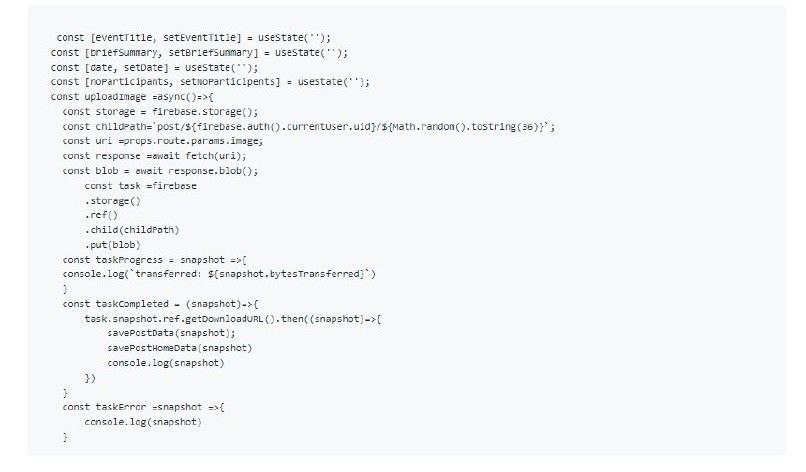 const [eventTitle, setEventTitle] = useState('');
const [briefSummary, setBriefSummary] = useState('');
const [date, setDate] = useState('');
const [noParticipants, setNoParticipents] = usestate('');
const uploadImage =async()=>{
const storage = firebase.storage();
const childPath=`post/${firebase.auth().currentUser.uid}/${Math.random().tostring(36)}`;
const uri =props.route.params.image;
const response =await fetch(uri);
const blob = await response.blob();
const task =firebase
.storage()
.ref()
.child(childPath)
.put(blob)
const taskProgress = snapshot =>{
console.log(`transferred: ${snapshot.bytesTransferred}`)
}
const taskCompleted = (snapshot)=>{
task.snapshot.ref.getDownloadURL().then((snapshot)=>{
savePostData(snapshot);
savePostHomeData(snapshot)
console.log(snapshot)
})
}
const taskError =snapshot =>{
console.log(snapshot)
}